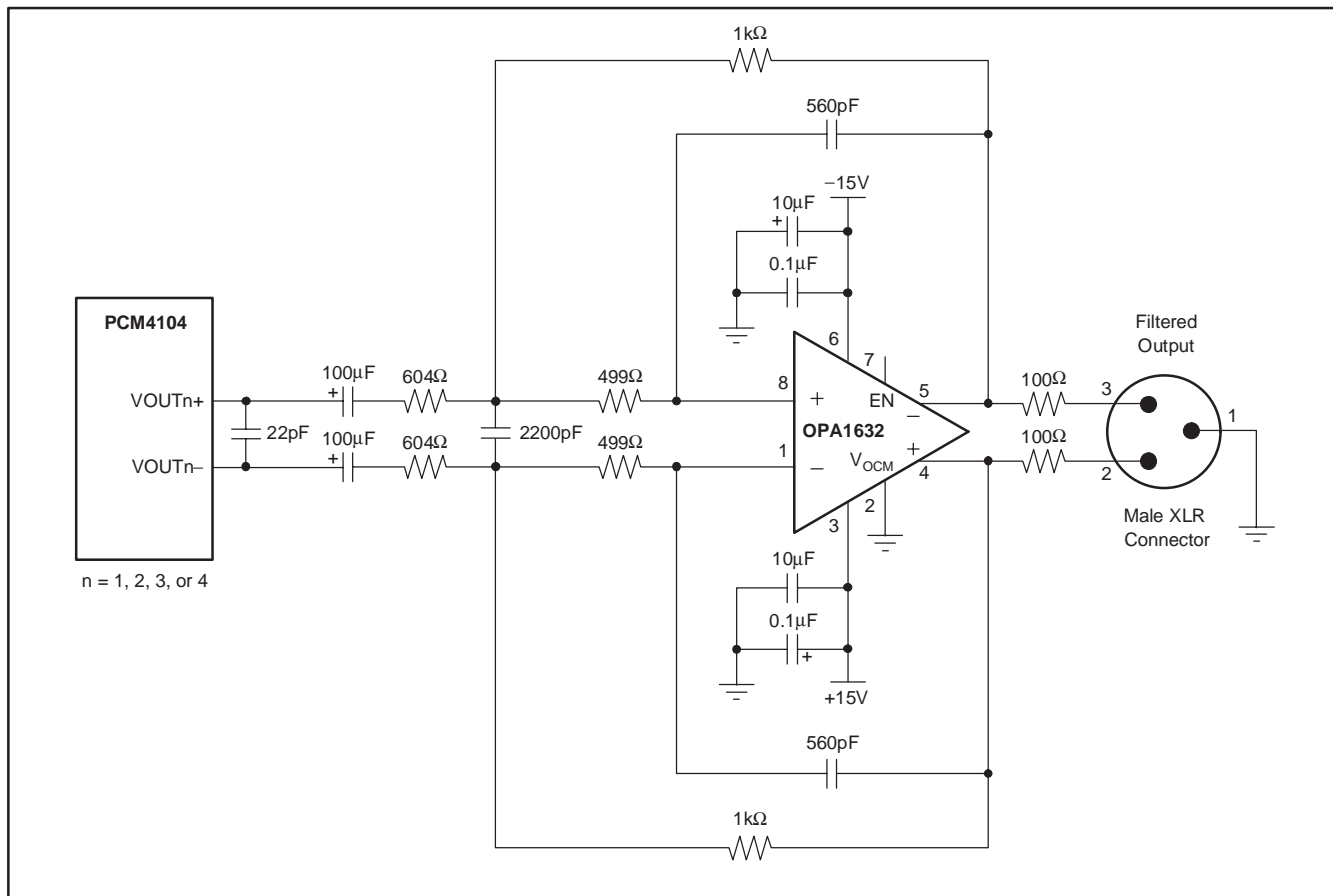 1kΩ
560pF
−15V
10μF
+
0.1μF
PCM4104
6
7
Filtered
Output
100μF
604Ω
499Ω
8
EN
5
100Ω
3
1
VOUTn+
+
+
−
22pF
2200pF
OPA1632
100μF
604Ω
499Ω
+
100Ω
VOUTn−
+
1
−
VOCM
4
2
3
2
Male XLR
Connector
n = 1, 2, 3, or 4
10μF
0.1μF
+
+15V
560pF
1kΩ